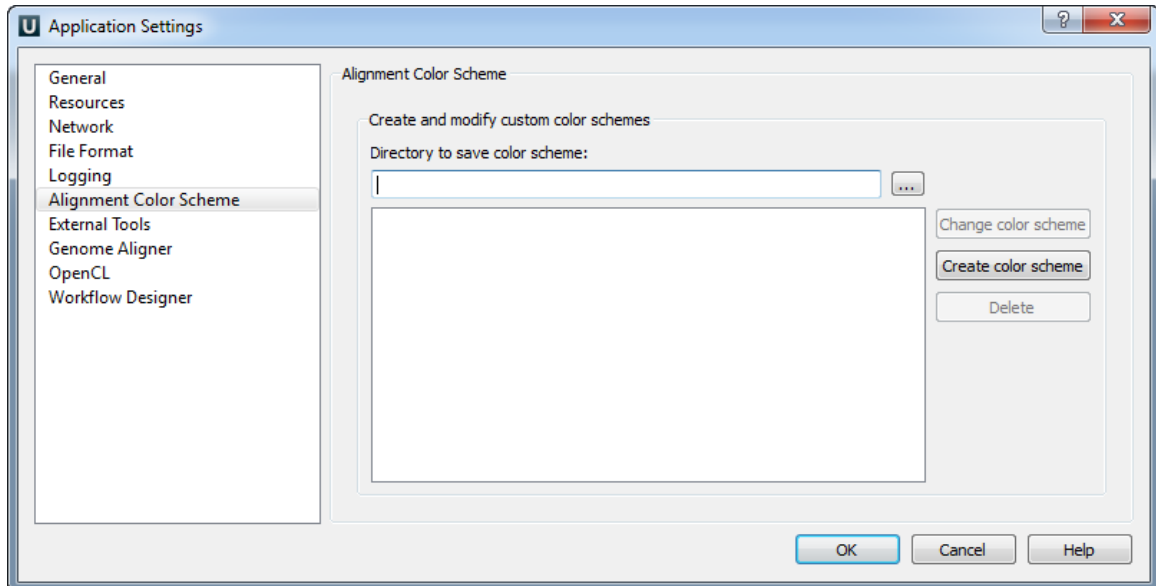 U Application Settings
General
Resources
Network
File Format
Logging
Alignment Color Scheme
External Tools
Genome Aligner
OpenCL
Workflow Designer
Alignment Color Scheme
Create and modify custom color schemes
Directory to save color scheme:
...
Change color scheme
Create color scheme
Delete
OK Cancel Help